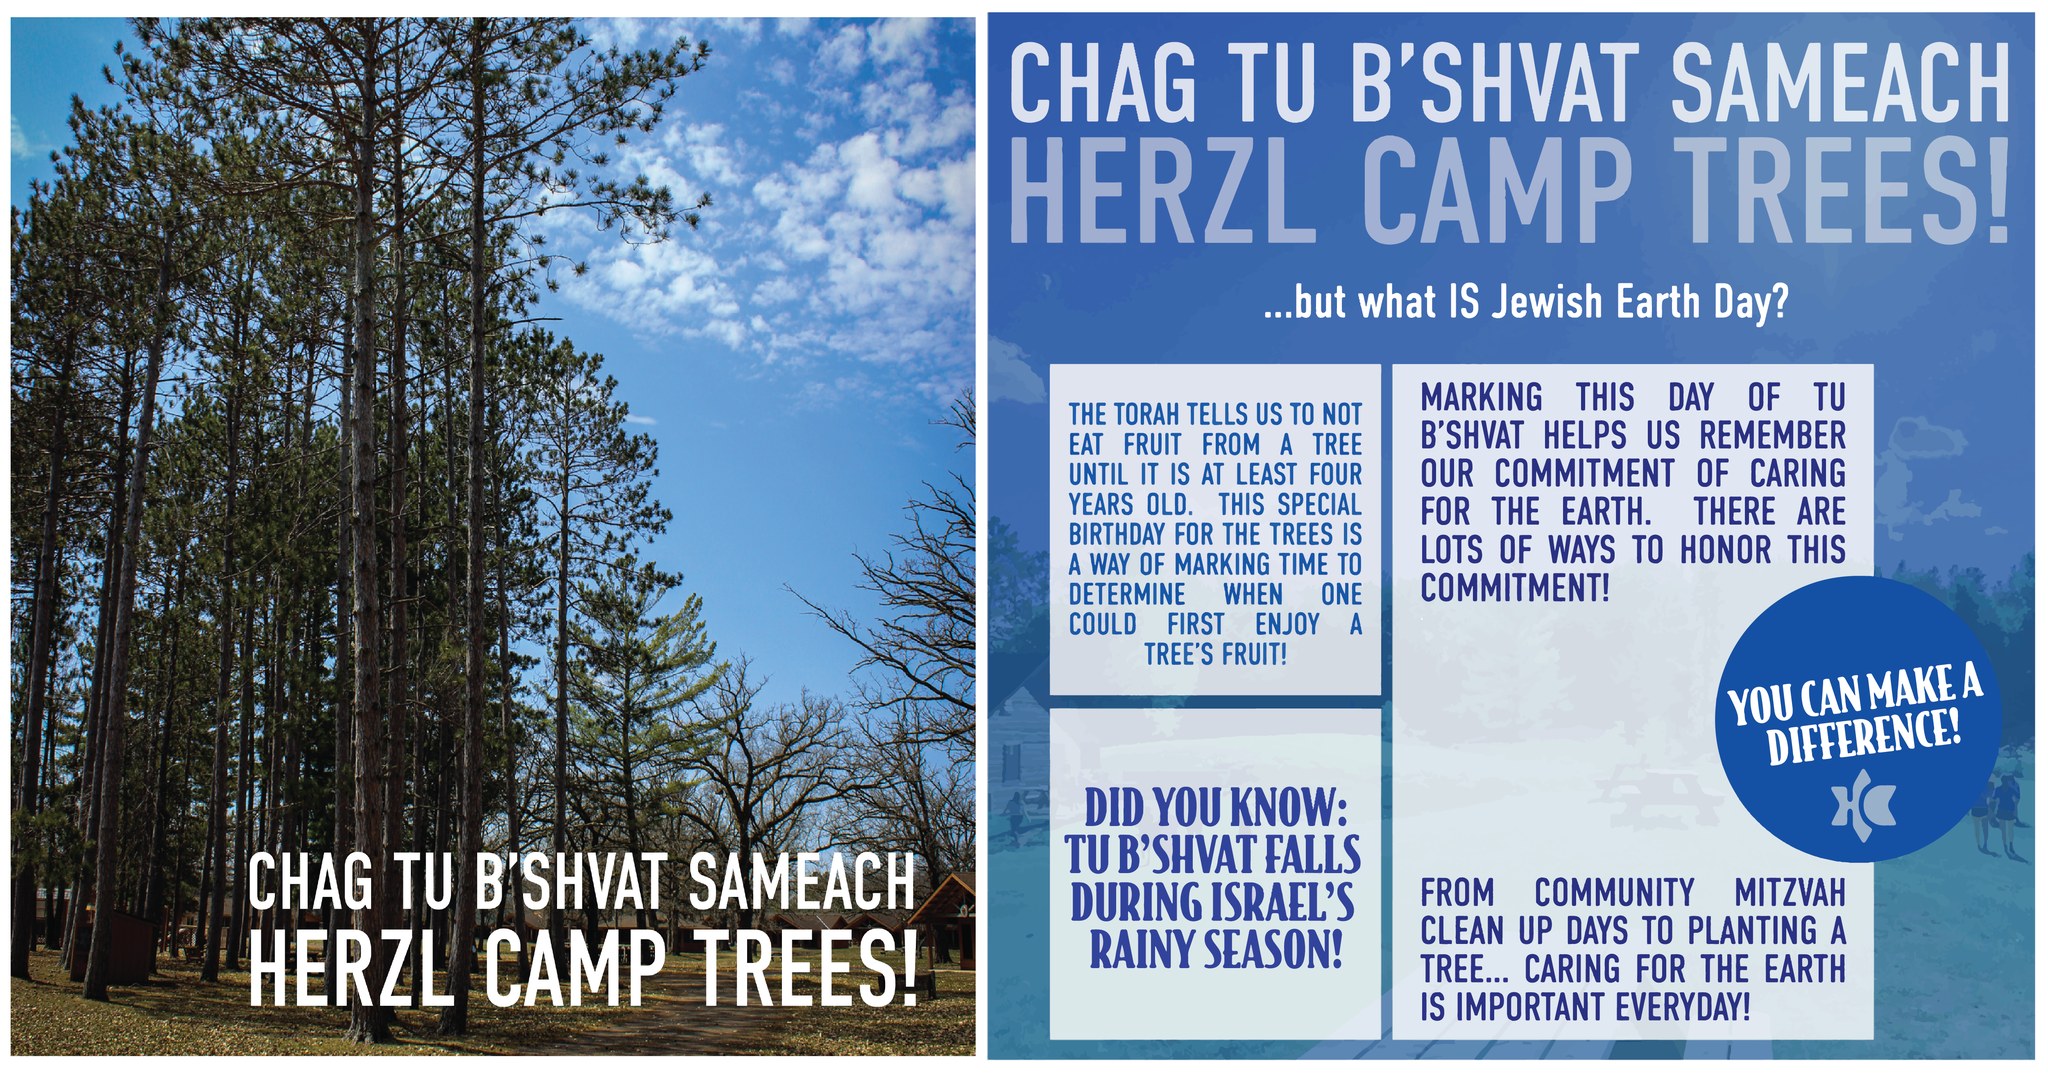 CHAG TU B'SHVAT SAMEACH
HERZL CAMP TREES!
CHAG TU B'SHVAT SAMEACH
HERZL CAMP TREES!
...but what IS Jewish Earth Day?
THE TORAH TELLS US TO NOT
EAT FRUIT FROM A TREE
UNTIL IT IS AT LEAST FOUR
YEARS OLD. THIS SPECIAL
BIRTHDAY FOR THE TREES IS
A WAY OF MARKING TIME TO
DETERMINE WHEN ONE
COULD FIRST ENJOY A
TREE'S FRUIT!
DID YOU KNOW:
TU B'SHVAT FALLS
DURING ISRAEL'S
RAINY SEASON!
MARKING THIS DAY OF TU
B'SHVAT HELPS US REMEMBER
OUR COMMITMENT OF CARING
FOR THE EARTH. THERE ARE
LOTS OF WAYS TO HONOR THIS
COMMITMENT!
YOU CAN MAKE A
DIFFERENCE!
HC
FROM COMMUNITY MITZVAH
CLEAN UP DAYS TO PLANTING A
TREE... CARING FOR THE EARTH
IS IMPORTANT EVERYDAY!